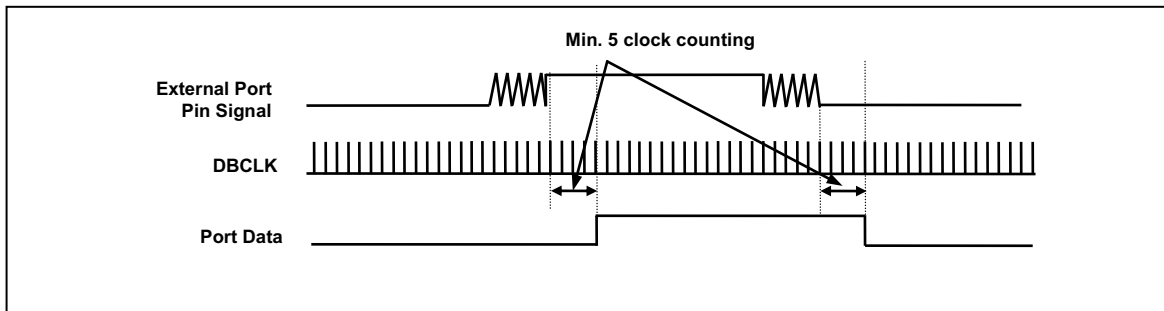 Min. 5 clock counting
External Port
Pin Signal
DBCLK
Port Data